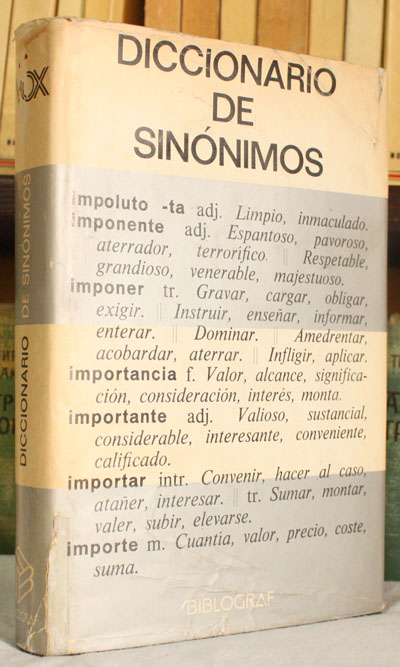 DICCIONARIO
DE
SINÓNIMOS
impoluto -ta adj. Limpio, inmaculado.
imponente adj. Espantoso, pavoroso,
aterrador, terrorífico || Respetable,
grandioso, venerable, majestuoso.
imponer tr. Gravar, cargar, obligar,
exigir. || Instruir, enseñar, informar,
enterar. || Dominar. || Amedrentar,
acobardar, aterrar. || Infligir, aplicar.
importancia f. Valor, alcance, significa-
ción, consideración, interés, monta.
importante adj. Valioso, sustancial,
considerable, interesante, conveniente,
calificado.
importar intr. Convenir, hacer al caso,
atañer, interesar. || tr. Sumar, montar,
valer, subir, elevarse.
importe m. Cuantía, valor, precio, coste,
suma.
BIBLOGRAF
VOX
DICCIONARIO DE SINÓNIMOS